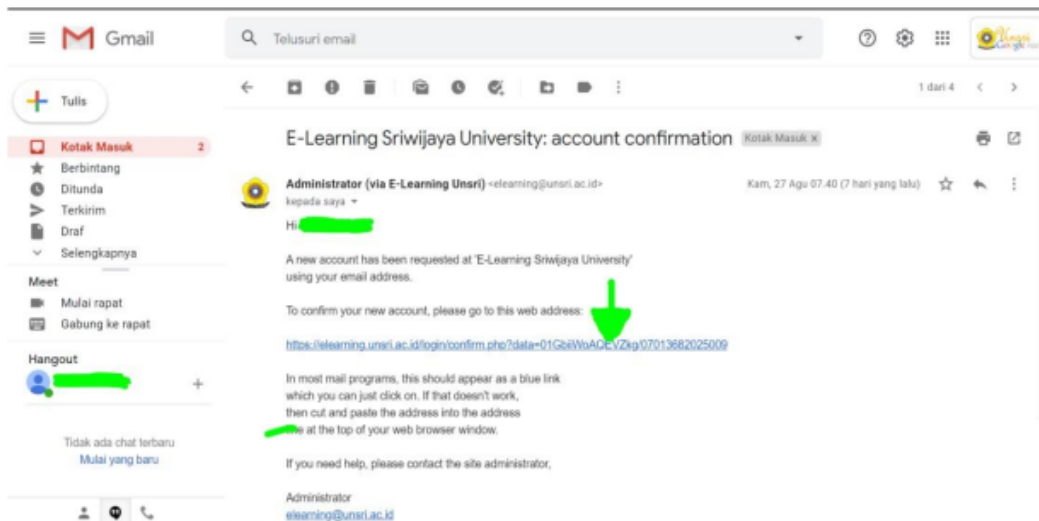 Gmail
Telusuri email
Tulis
1 dari 4
Kotak Masuk 2
Berbintang
Ditunda
Terkirim
Draf
Selengkapnya
Meet
Mulai rapat
Gabung ke rapat
Hangout
Tidak ada chat terbaru
Mulai yang baru
E-Learning Sriwijaya University: account confirmation Kotak Masuk x
Administrator (via E-Learning Unsri) <elearning@unsri.ac.id>
Kam, 27 Agu 07.40 (7 hari yang lalu)
kepada saya
Hi
A new account has been requested at 'E-Learning Sriwijaya University'
using your email address.
To confirm your new account, please go to this web address:
https://elearning.unsri.ac.id/login/confirm.php?data=01GbiiWoAQEVZkg/07013682025009
In most mail programs, this should appear as a blue link
which you can just click on. If that doesn't work,
then cut and paste the address into the address
at the top of your web browser window.
If you need help, please contact the site administrator,
Administrator
elearning@unsri.ac.id